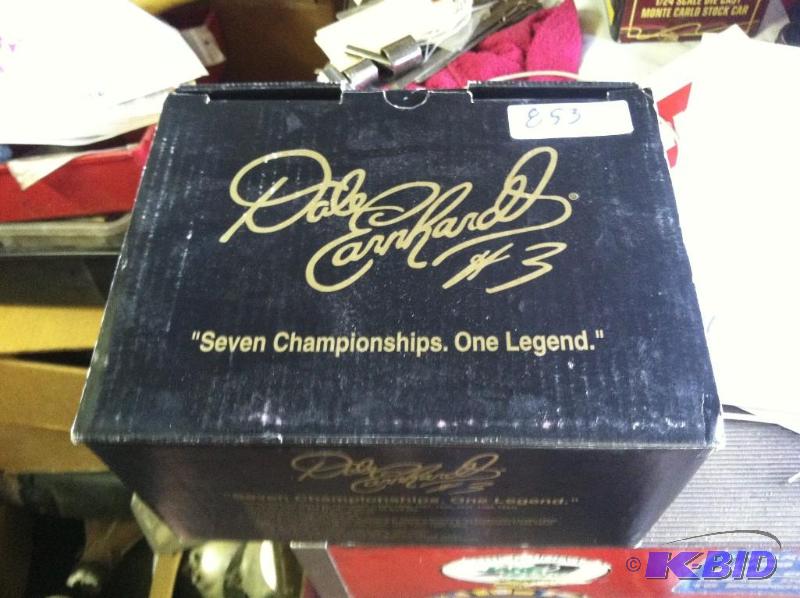 1/24 SCALE DIE CAST
MONTE CARLO STOCK CAR
853
Dale
Earnhardt®
#3
"Seven Championships. One Legend."
Dale
Earnhardt
#3
"Seven Championships. One Legend."
© K-BID